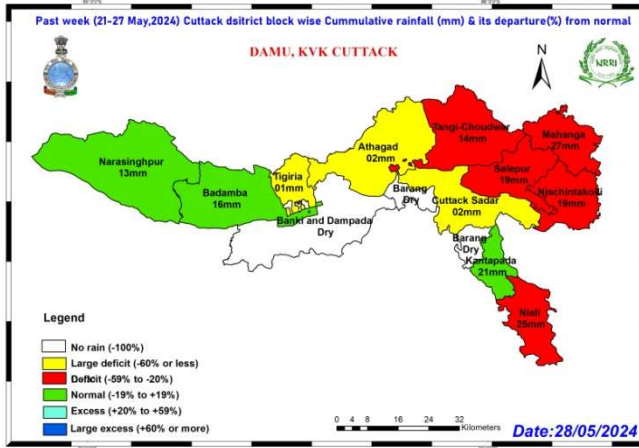 Past week (21-27 May,2024) Cuttack dsitrict block wise Cummulative rainfall (mm) & its departure(%) from normal
DAMU, KVK CUTTACK
N
NRRI
Narasinghpur
13mm
Badamba
16mm
Tigiria
01mm
Athagad
02mm
Tangi-Choudwar
14mm
Mahanga
27mm
Salepur
19mm
Nischintakoili
19mm
Barang
Dry
Cuttack Sadar
02mm
Banki and Dampada
Dry
Barang
Dry
Kantapada
21mm
Niali
25mm
Legend
No rain (-100%)
Large deficit (-60% or less)
Deficit (-59% to -20%)
Normal (-19% to +19%)
Excess (+20% to +59%)
Large excess (+60% or more)
0 4 8 16 24 32
Kilometers
Date:28/05/2024